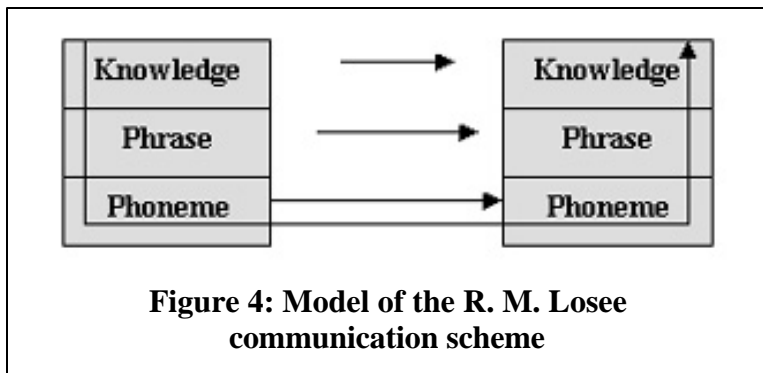 Knowledge Knowledge
Phrase Phrase
Phoneme Phoneme
Figure 4: Model of the R. M. Losee
communication scheme